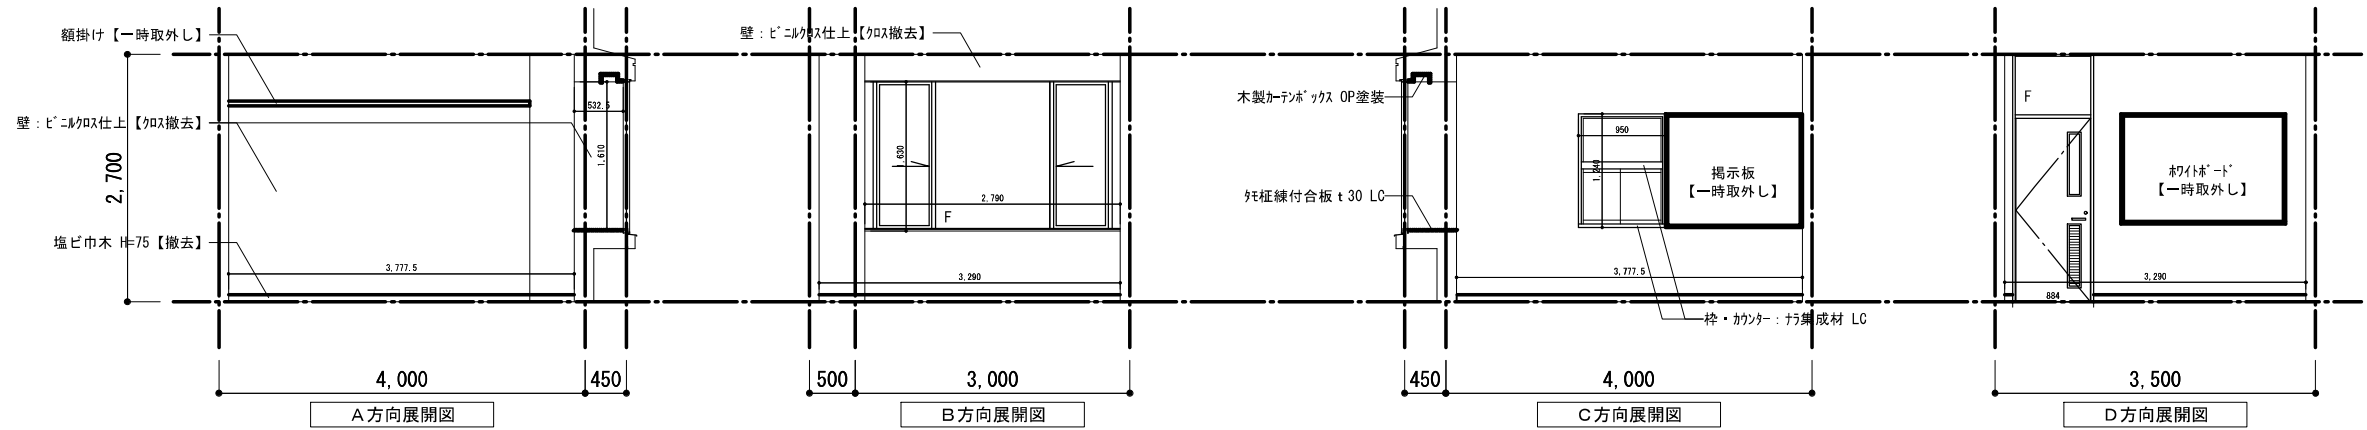 額掛け【一時取外し】
壁：ﾋﾞﾆﾙｸﾛｽ仕上【ｸﾛｽ撤去】
2,700
塩ビ巾木 H=75【撤去】
532.5
1,610
3,777.5
4,000
450
A方向展開図
壁：ﾋﾞﾆﾙｸﾛｽ仕上【ｸﾛｽ撤去】
1,630
2,790
F
3,290
500
3,000
B方向展開図
木製ｶｰﾃﾝﾎﾞｯｸｽ OP塗装
ﾀﾓ柾練付合板 t30 LC
950
1,240
掲示板
【一時取外し】
3,777.5
枠・ｶｳﾝﾀｰ：ﾅﾗ集成材 LC
450
4,000
C方向展開図
F
ﾎﾜｲﾄﾎﾞｰﾄﾞ
【一時取外し】
3,290
884
3,500
D方向展開図